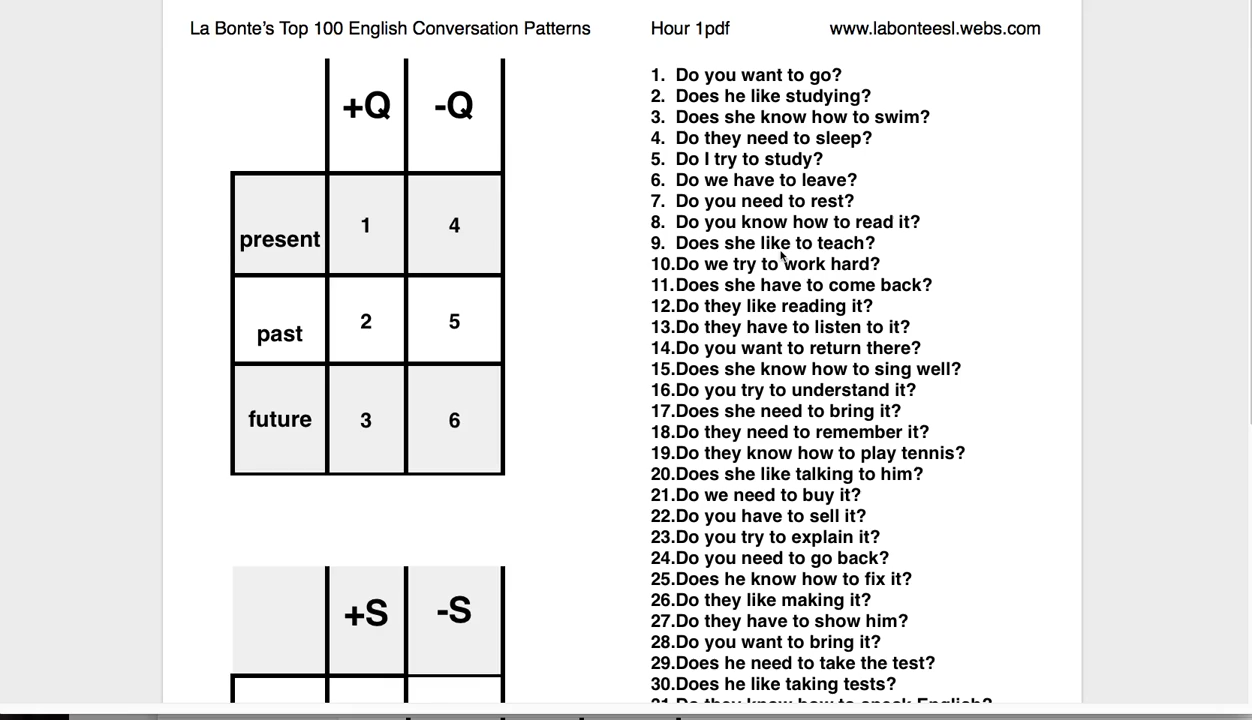 La Bonte's Top 100 English Conversation Patterns Hour 1pdf www.labonteesl.webs.com
+Q -Q
present 1 4
past 2 5
future 3 6
+S -S
1. Do you want to go?
2. Does he like studying?
3. Does she know how to swim?
4. Do they need to sleep?
5. Do I try to study?
6. Do we have to leave?
7. Do you need to rest?
8. Do you know how to read it?
9. Does she like to teach?
10.Do we try to work hard?
11.Does she have to come back?
12.Do they like reading it?
13.Do they have to listen to it?
14.Do you want to return there?
15.Does she know how to sing well?
16.Do you try to understand it?
17.Does she need to bring it?
18.Do they need to remember it?
19.Do they know how to play tennis?
20.Does she like talking to him?
21.Do we need to buy it?
22.Do you have to sell it?
23.Do you try to explain it?
24.Do you need to go back?
25.Does he know how to fix it?
26.Do they like making it?
27.Do they have to show him?
28.Do you want to bring it?
29.Does he need to take the test?
30.Does he like taking tests?
31.Do they know how to speak English?